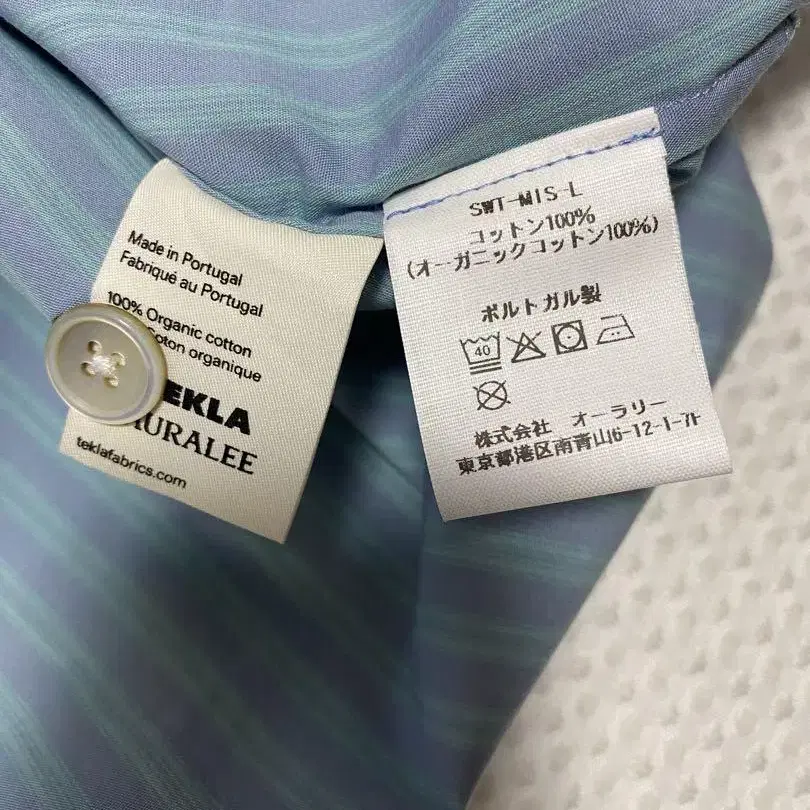 Made in Portugal
Fabriqué au Portugal
100% Organic cotton
Coton organique
TEKLA
AURALEE
teklafabrics.com
SWT-MIS-L
コットン100%
(オーガニックコットン100%)
ポルトガル製
40
株式会社 オーラリー
東京都港区南青山6-12-1-7F